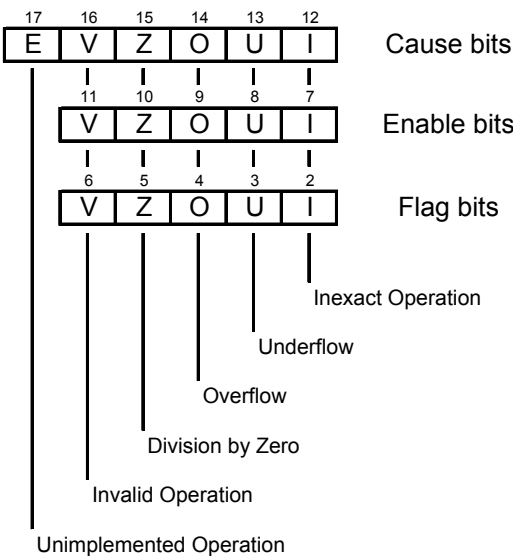 17 16 15 14 13 12
E V Z O U I Cause bits
11 10 9 8 7
V Z O U I Enable bits
6 5 4 3 2
V Z O U I Flag bits
Inexact Operation
Underflow
Overflow
Division by Zero
Invalid Operation
Unimplemented Operation